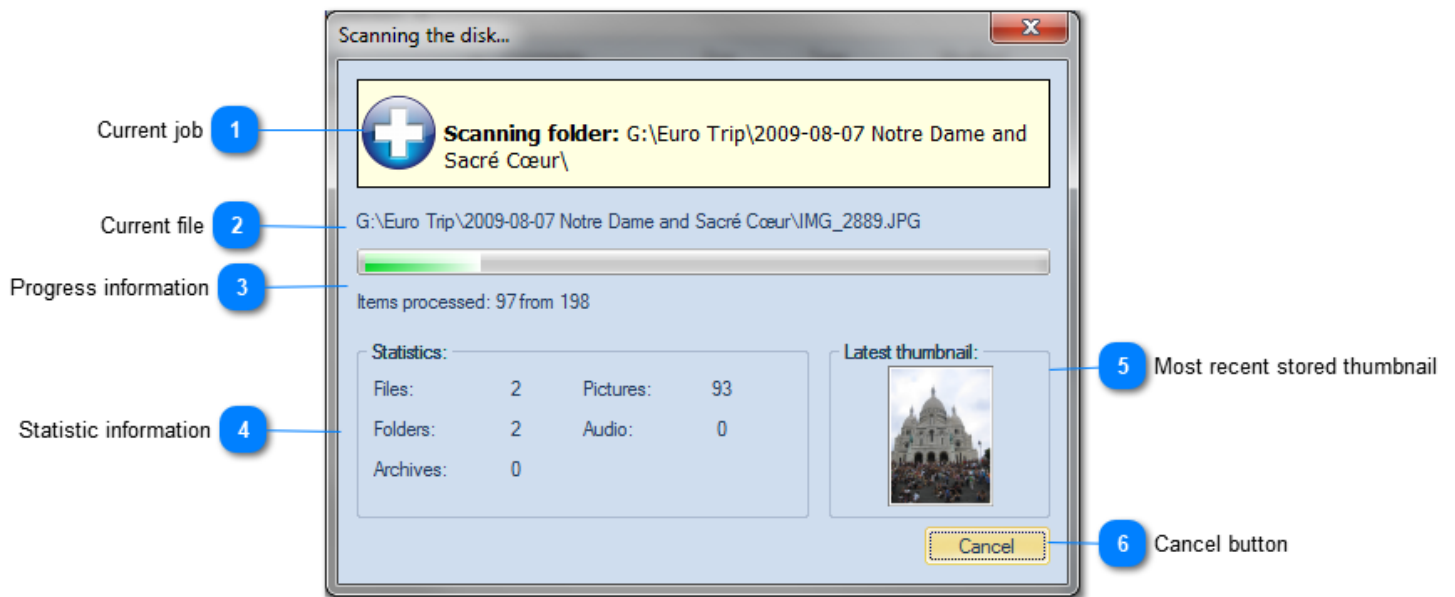 Scanning the disk...
X
Current job 1
Scanning folder: G:\Euro Trip\2009-08-07 Notre Dame and
Sacré Cœur\
Current file 2
G:\Euro Trip\2009-08-07 Notre Dame and Sacré Cœur\IMG_2889.JPG
Progress information 3
Items processed: 97 from 198
Statistics:
Files: 2 Pictures: 93
Folders: 2 Audio: 0
Archives: 0
Statistic information 4
Latest thumbnail:
5 Most recent stored thumbnail
Cancel
6 Cancel button